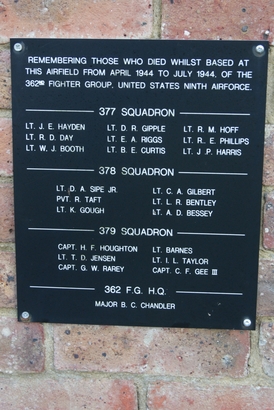 REMEMBERING THOSE WHO DIED WHILST BASED AT
THIS AIRFIELD FROM APRIL 1944 TO JULY 1944. OF THE
362ND FIGHTER GROUP, UNITED STATES NINTH AIRFORCE.
377 SQUADRON
LT. J. E. HAYDEN LT. D. R. GIPPLE LT. R. M. HOFF
LT. R. D. DAY LT. E. A. RIGGS LT. R. E. PHILLIPS
LT. W. J. BOOTH LT. B. E. CURTIS LT. J .P. HARRIS
378 SQUADRON
LT. D. A. SIPE JR. LT. C. A. GILBERT
PVT. R. TAFT LT. L. R. BENTLEY
LT. K. GOUGH LT. A. D. BESSEY
379 SQUADRON
CAPT. H. F. HOUGHTON LT. BARNES
LT. T. D. JENSEN LT. I. L. TAYLOR
CAPT. G. W. RAREY CAPT. C. F. GEE III
362 F.G. H.Q.
MAJOR B. C. CHANDLER